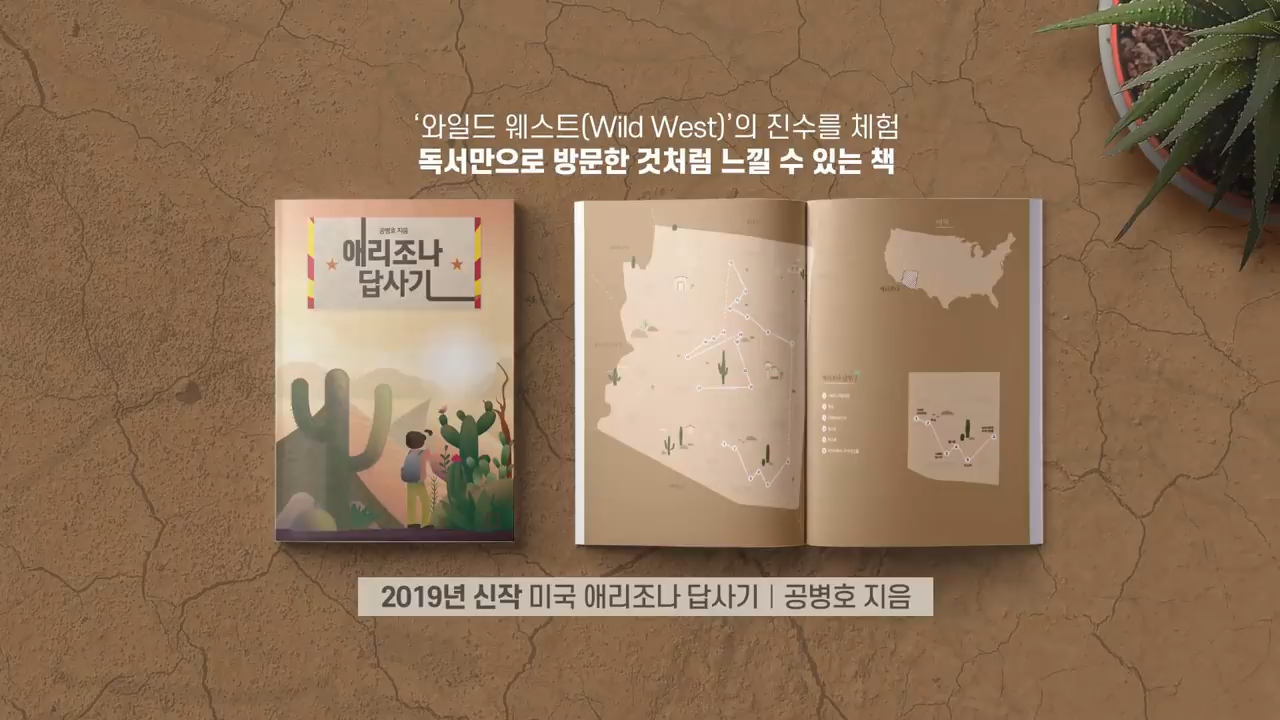 ‘와일드 웨스트(Wild West)’의 진수를 체험
독서만으로 방문한 것처럼 느낄 수 있는 책
공병호 지음
애리조나
답사기
2019년 신작 미국 애리조나 답사기 | 공병호 지음